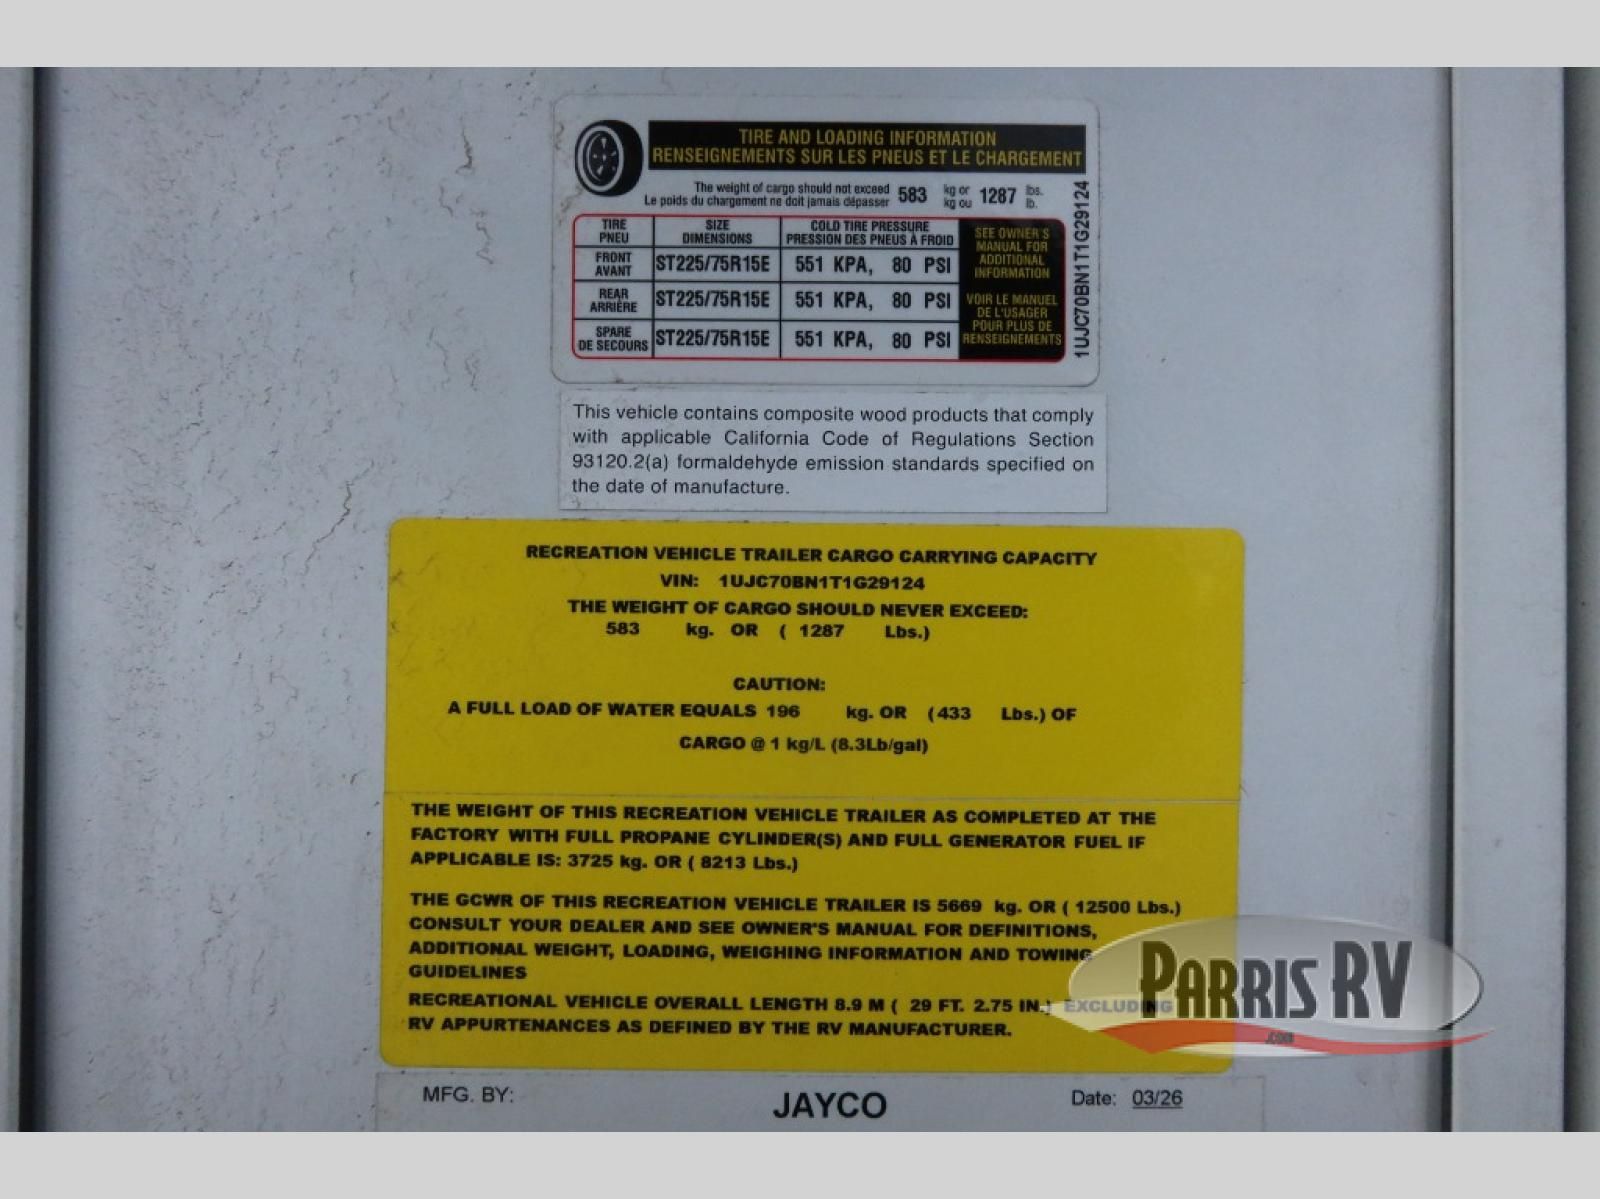 TIRE AND LOADING INFORMATION
RENSEIGNEMENTS SUR LES PNEUS ET LE CHARGEMENT
The weight of cargo should not exceed 583 kg or 1287 lbs.
Le poids du chargement ne doit jamais dépasser kg ou lb.
TIRE SIZE COLD TIRE PRESSURE
PNEU DIMENSIONS PRESSION DES PNEUS À FROID
FRONT
AVANT ST225/75R15E 551 KPA, 80 PSI
REAR
ARRIÈRE ST225/75R15E 551 KPA, 80 PSI
SPARE
DE SECOURS ST225/75R15E 551 KPA, 80 PSI
SEE OWNER'S
MANUAL FOR
ADDITIONAL
INFORMATION
VOIR LE MANUEL
DE L'USAGER
POUR PLUS DE
RENSEIGNEMENTS
1UJC70BN1T1G29124
This vehicle contains composite wood products that comply
with applicable California Code of Regulations Section
93120.2(a) formaldehyde emission standards specified on
the date of manufacture.
RECREATION VEHICLE TRAILER CARGO CARRYING CAPACITY
VIN: 1UJC70BN1T1G29124
THE WEIGHT OF CARGO SHOULD NEVER EXCEED:
583 kg. OR ( 1287 Lbs.)
CAUTION:
A FULL LOAD OF WATER EQUALS 196 kg. OR (433 Lbs.) OF
CARGO @ 1 kg/L (8.3Lb/gal)
THE WEIGHT OF THIS RECREATION VEHICLE TRAILER AS COMPLETED AT THE
FACTORY WITH FULL PROPANE CYLINDER(S) AND FULL GENERATOR FUEL IF
APPLICABLE IS: 3725 kg. OR ( 8213 Lbs.)
THE GCWR OF THIS RECREATION VEHICLE TRAILER IS 5669 kg. OR ( 12500 Lbs.)
CONSULT YOUR DEALER AND SEE OWNER'S MANUAL FOR DEFINITIONS,
ADDITIONAL WEIGHT, LOADING, WEIGHING INFORMATION AND TOWING
GUIDELINES
RECREATIONAL VEHICLE OVERALL LENGTH 8.9 M ( 29 FT. 2.75 IN.) EXCLUDING
RV APPURTENANCES AS DEFINED BY THE RV MANUFACTURER.
PARRIS RV
.COM
MFG. BY: JAYCO Date: 03/26